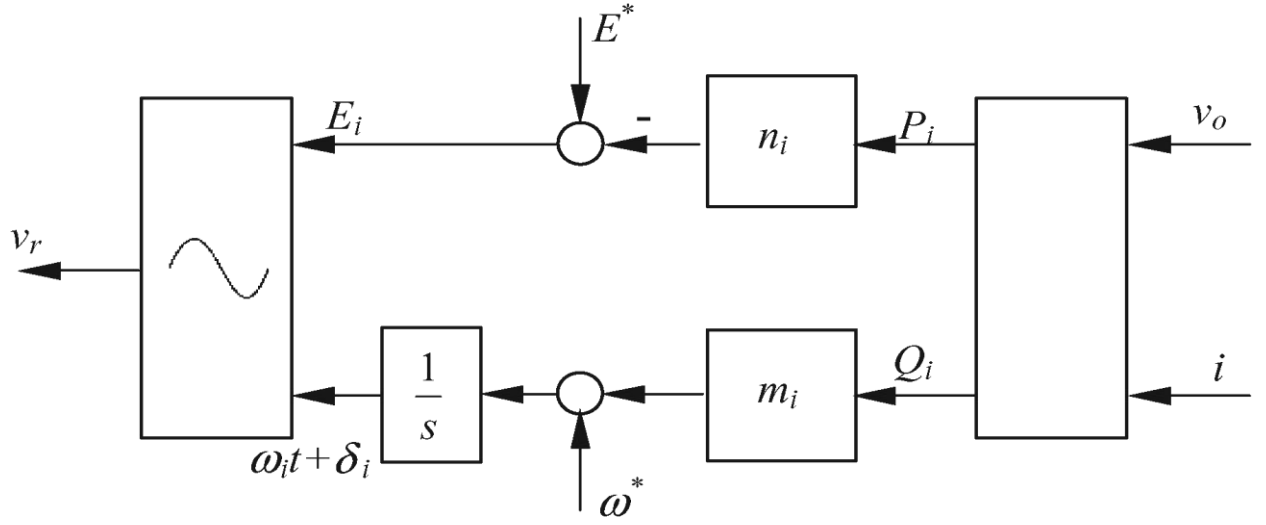 E*
E_i
-
n_i
P_i
v_o
v_r
1
s
m_i
Q_i
i
ω_i t + δ_i
ω*